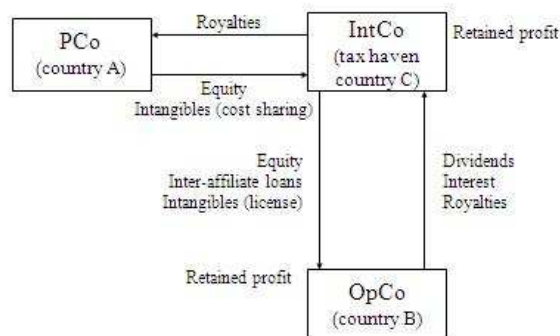 Royalties
PCo
(country A)
IntCo
(tax haven
country C)
Retained profit
Equity
Intangibles (cost sharing)
Equity
Inter-affiliate loans
Intangibles (license)
Dividends
Interest
Royalties
Retained profit
OpCo
(country B)